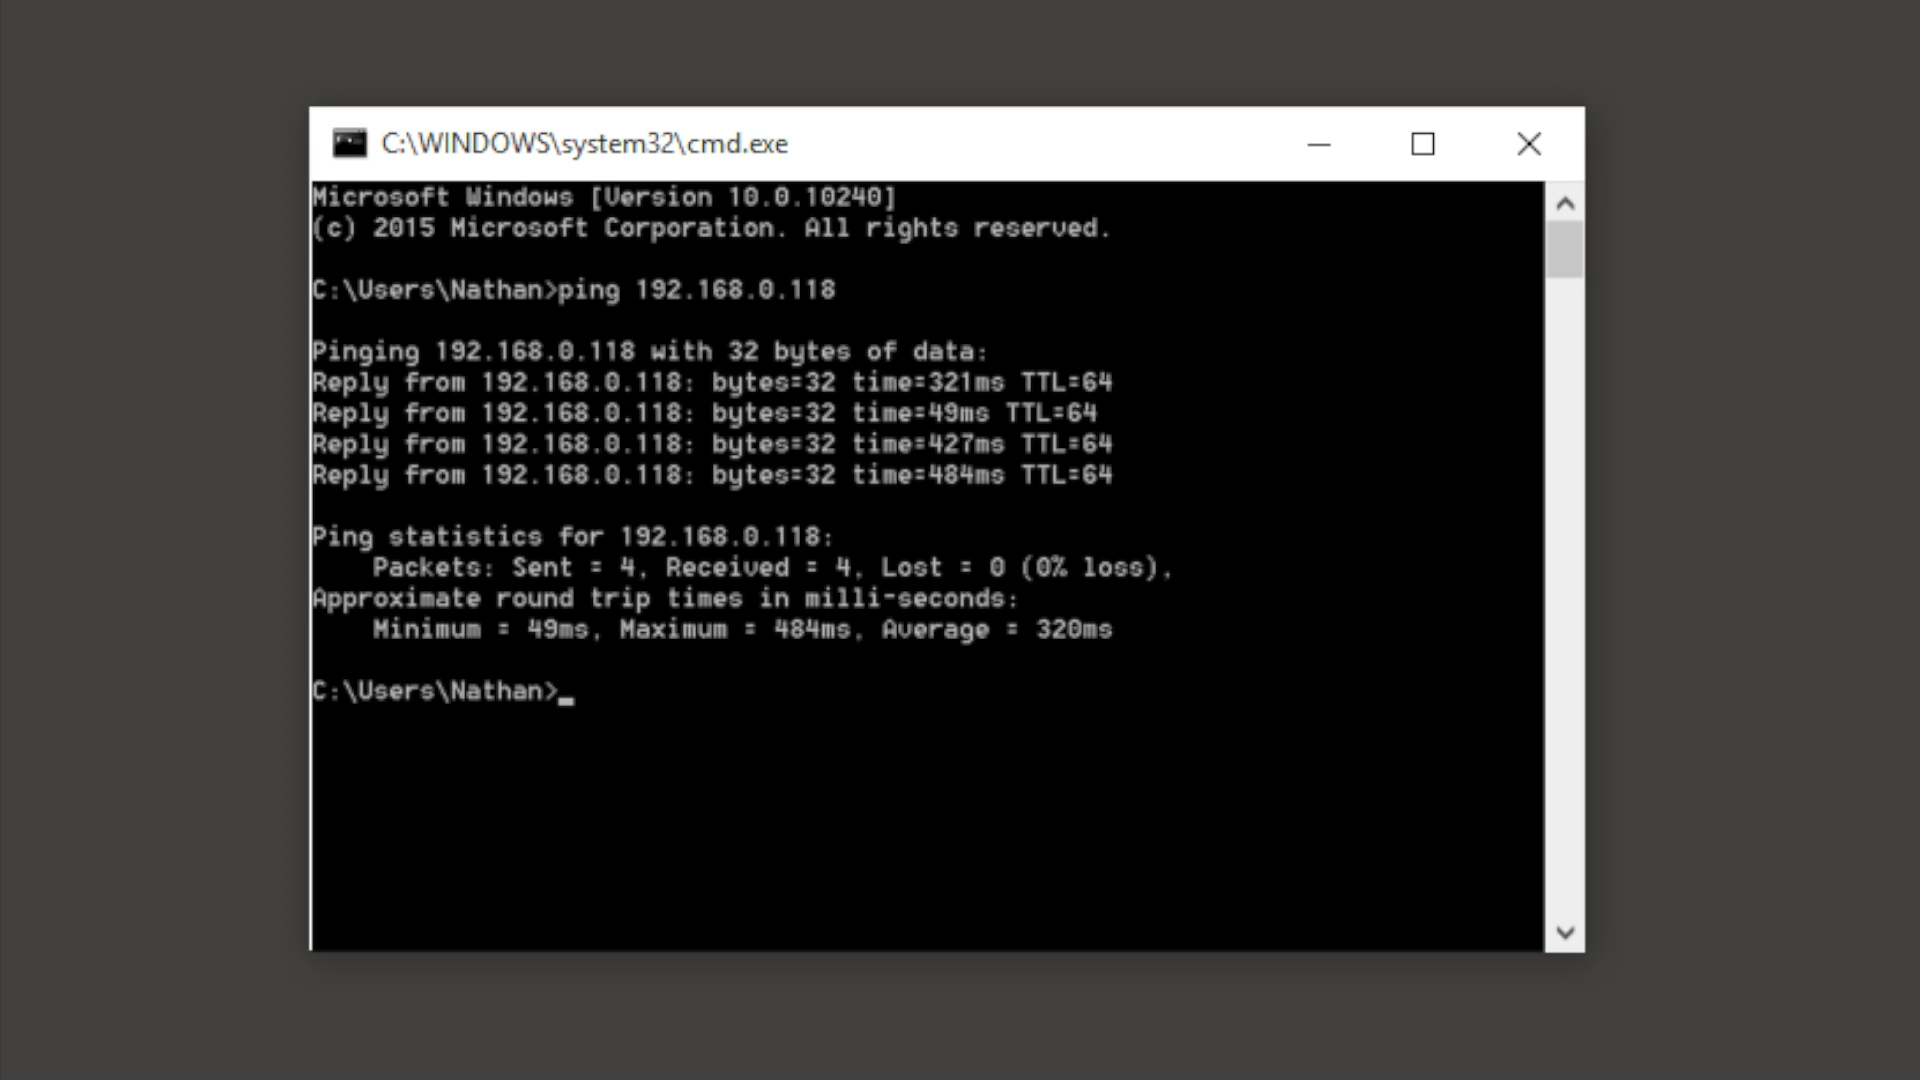 C:\WINDOWS\system32\cmd.exe
Microsoft Windows [Version 10.0.10240]
(c) 2015 Microsoft Corporation. All rights reserved.
C:\Users\Nathan>ping 192.168.0.118
Pinging 192.168.0.118 with 32 bytes of data:
Reply from 192.168.0.118: bytes=32 time=321ms TTL=64
Reply from 192.168.0.118: bytes=32 time=49ms TTL=64
Reply from 192.168.0.118: bytes=32 time=427ms TTL=64
Reply from 192.168.0.118: bytes=32 time=484ms TTL=64
Ping statistics for 192.168.0.118:
    Packets: Sent = 4, Received = 4, Lost = 0 (0% loss),
Approximate round trip times in milli-seconds:
    Minimum = 49ms, Maximum = 484ms, Average = 320ms
C:\Users\Nathan>_